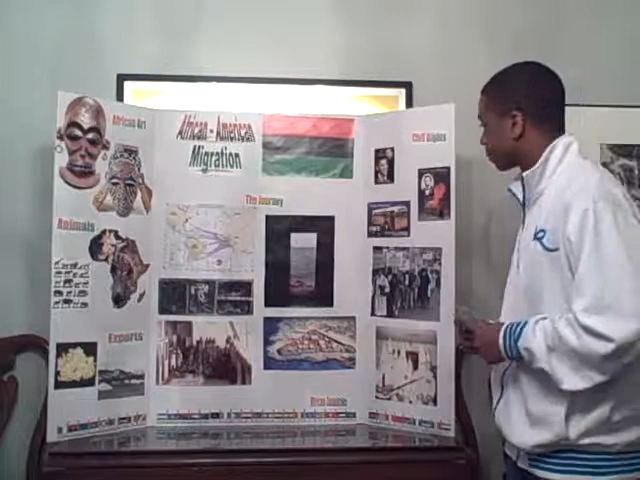 African Art
African - American
Migration
Civil Rights
The Journey
Animals
Exports